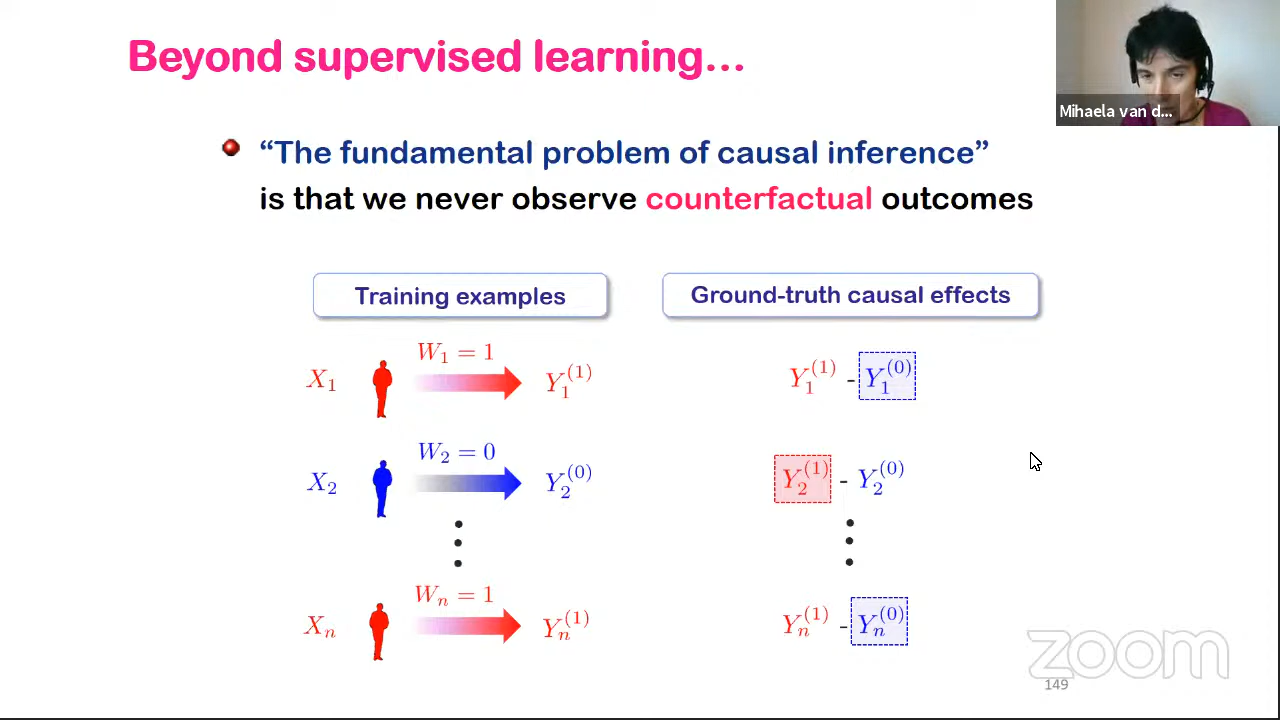 Beyond supervised learning...
Mihaela van d...
“The fundamental problem of causal inference”
is that we never observe counterfactual outcomes
Training examples
Ground-truth causal effects
X₁ W₁ = 1 Y₁⁽¹⁾ Y₁⁽¹⁾ - Y₁⁽⁰⁾
X₂ W₂ = 0 Y₂⁽⁰⁾ Y₂⁽¹⁾ - Y₂⁽⁰⁾
Xₙ Wₙ = 1 Yₙ⁽¹⁾ Yₙ⁽¹⁾ - Yₙ⁽⁰⁾
zoom
149